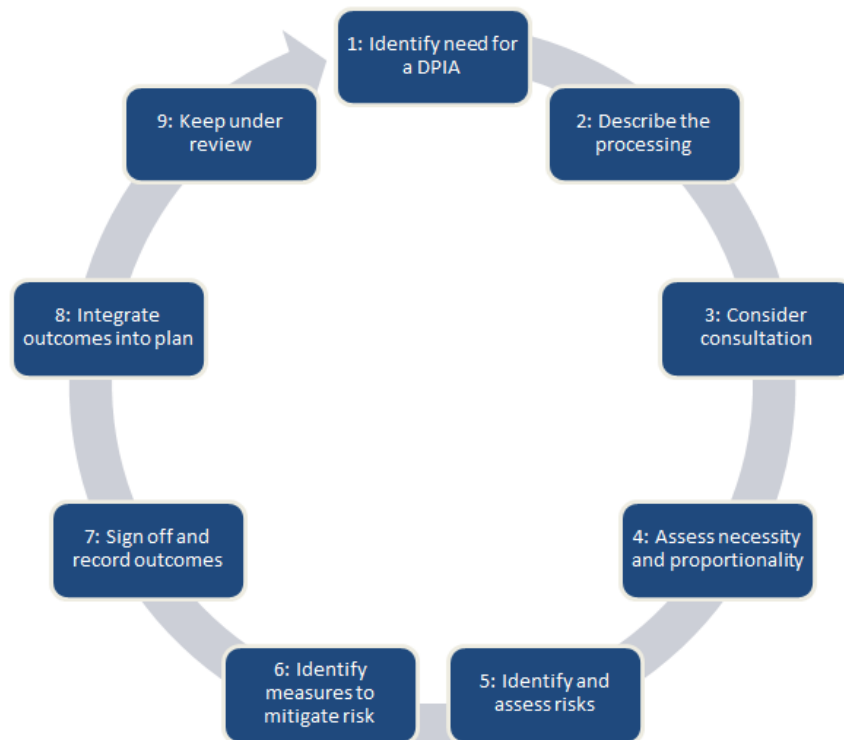 1: Identify need for
a DPIA
2: Describe the
processing
3: Consider
consultation
4: Assess necessity
and proportionality
5: Identify and
assess risks
6: Identify
measures to
mitigate risk
7: Sign off and
record outcomes
8: Integrate
outcomes into plan
9: Keep under
review